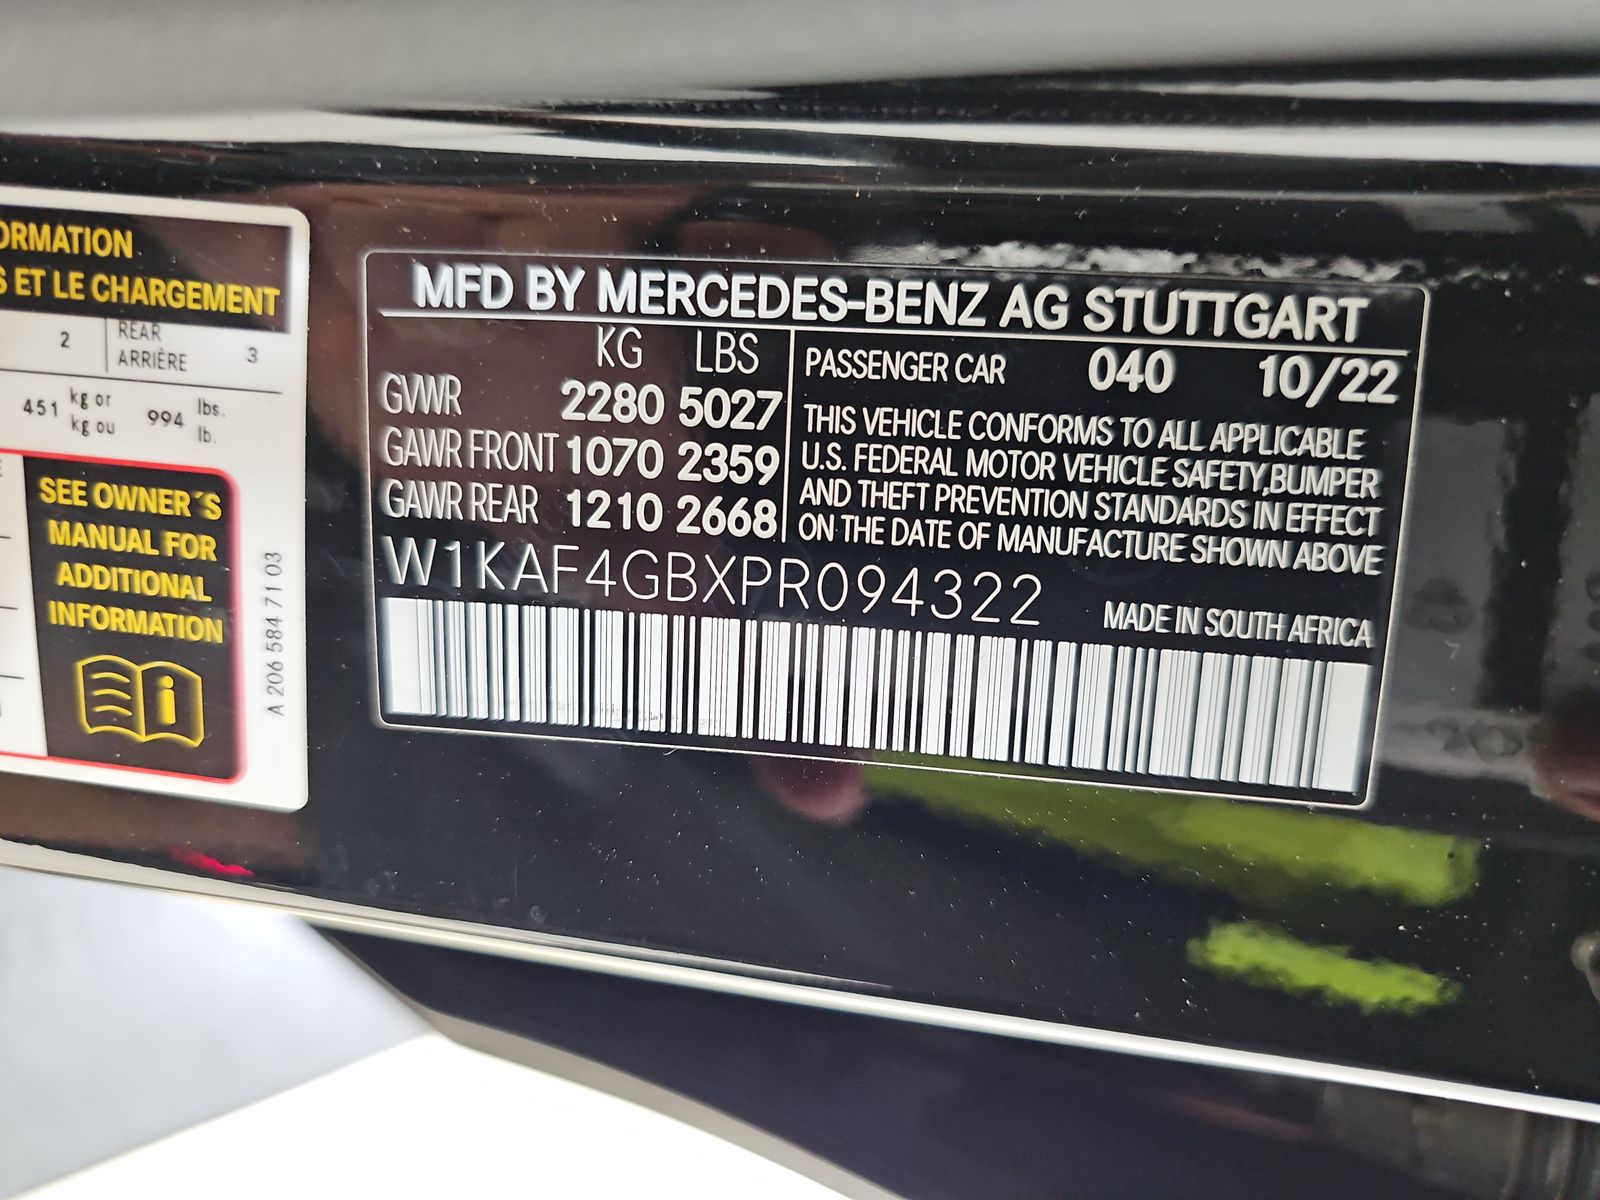 ORMATION
S ET LE CHARGEMENT
2 REAR ARRIÈRE 3
451 kg or kg ou 994 lbs. lb.
SEE OWNER´S
MANUAL FOR
ADDITIONAL
INFORMATION
A 206 584 71 03
MFD BY MERCEDES-BENZ AG STUTTGART
KG LBS
GVWR 2280 5027
GAWR FRONT 1070 2359
GAWR REAR 1210 2668
PASSENGER CAR 040 10/22
THIS VEHICLE CONFORMS TO ALL APPLICABLE
U.S. FEDERAL MOTOR VEHICLE SAFETY,BUMPER
AND THEFT PREVENTION STANDARDS IN EFFECT
ON THE DATE OF MANUFACTURE SHOWN ABOVE
W1KAF4GBXPR094322
MADE IN SOUTH AFRICA